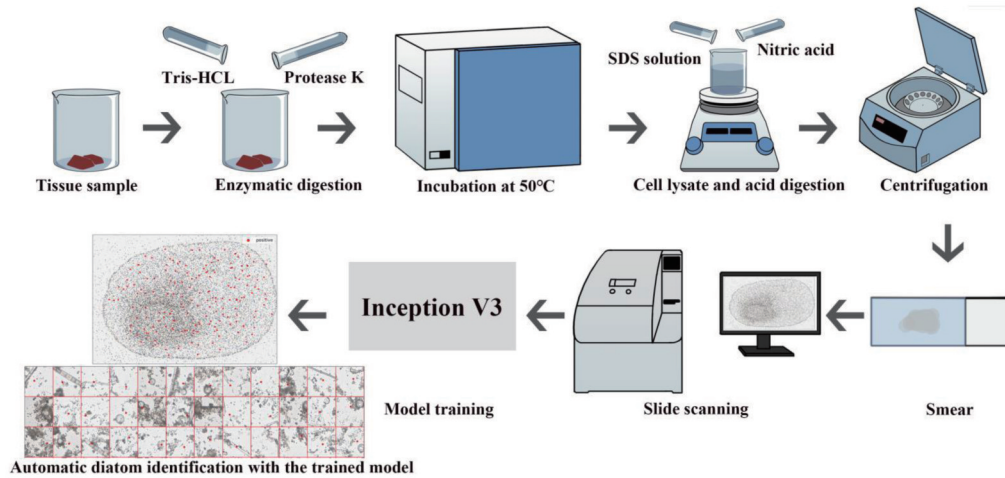 Tris-HCL
Protease K
SDS solution
Nitric acid
Tissue sample
Enzymatic digestion
Incubation at 50℃
Cell lysate and acid digestion
Centrifugation
positive
Inception V3
Model training
Slide scanning
Smear
Automatic diatom identification with the trained model